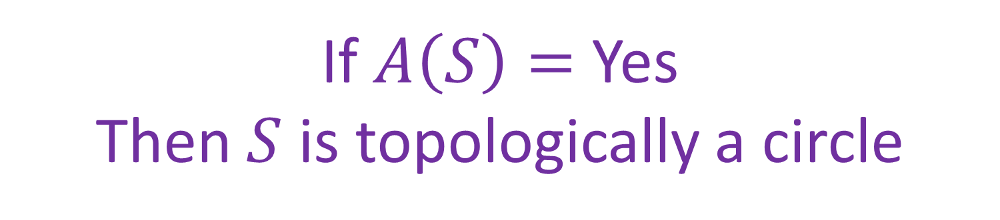 If A(S) = Yes
Then S is topologically a circle